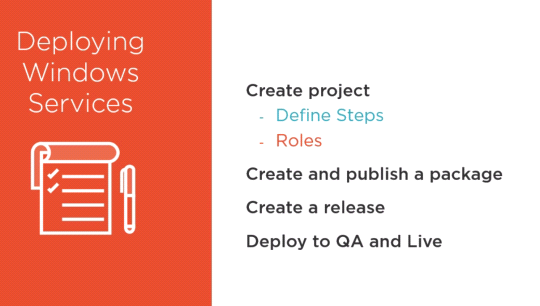 Deploying
Windows
Services
Create project
- Define Steps
- Roles
Create and publish a package
Create a release
Deploy to QA and Live